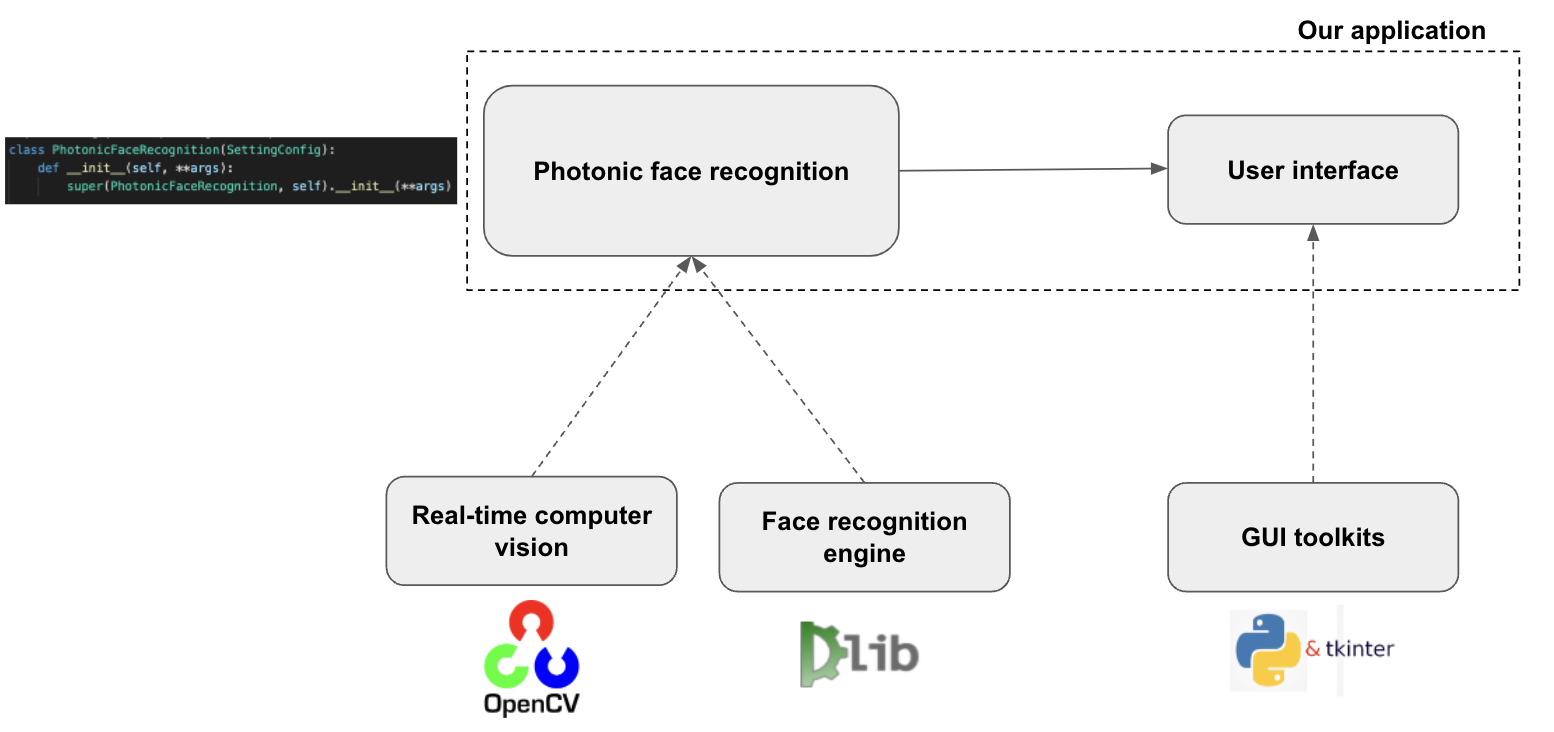 Our application
class PhotonicFaceRecognition(SettingConfig):
def __init__(self, **args):
super(PhotonicFaceRecognition, self).__init__(**args)
Photonic face recognition
User interface
Real-time computer
vision
Face recognition
engine
GUI toolkits
OpenCV
Dlib
& tkinter